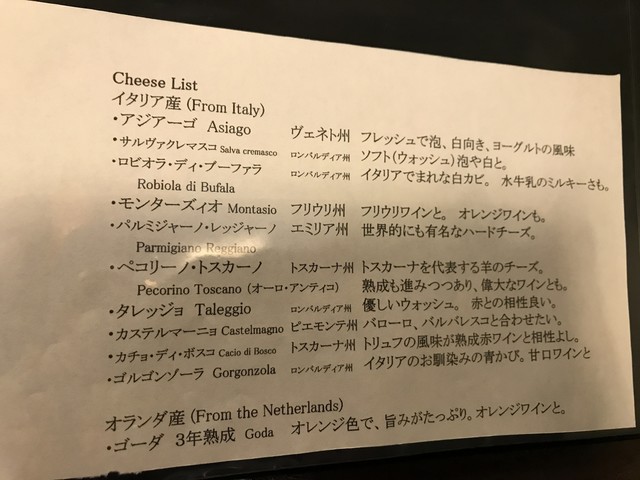 Cheese List
イタリア産 (From Italy)
・アジアーゴ Asiago ヴェネト州 フレッシュで泡、白向き、ヨーグルトの風味
・サルヴァクレマスコ Salva cremasco ロンバルディア州 ソフト(ウォッシュ)泡や白と。
・ロビオラ・ディ・ブーファラ ロンバルディア州 イタリアでまれな白カビ。 水牛乳のミルキーさも。
Robiola di Bufala
・モンターズィオ Montasio フリウリ州 フリウリワインと。 オレンジワインも。
・パルミジャーノ・レッジャーノ エミリア州 世界的にも有名なハードチーズ。
Parmigiano Reggiano
・ペコリーノ・トスカーノ トスカーナ州 トスカーナを代表する羊のチーズ。
Pecorino Toscano (オーロ・アンティコ) 熟成も進みつつあり、偉大なワインとも。
・タレッジョ Taleggio ロンバルディア州 優しいウォッシュ。 赤との相性良い。
・カステルマーニョ Castelmagno ピエモンテ州 バローロ、バルバレスコと合わせたい。
・カチョ・ディ・ボスコ Cacio di Bosco トスカーナ州 トリュフの風味が熟成赤ワインと相性よし。
・ゴルゴンゾーラ Gorgonzola ロンバルディア州 イタリアのお馴染みの青かび。甘口ワインと
オランダ産 (From the Netherlands)
・ゴーダ 3年熟成 Goda オレンジ色で、旨みがたっぷり。オレンジワインと。